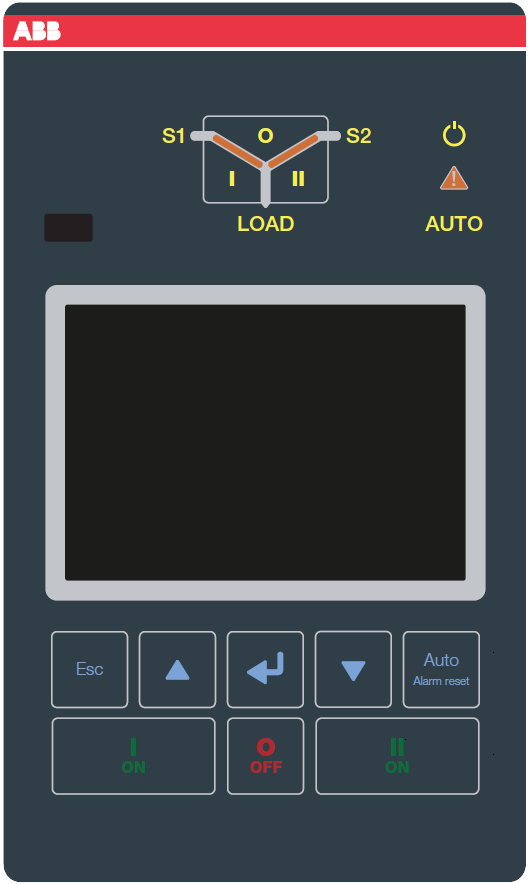 ABB
S1 O S2
I II
LOAD AUTO
Esc
Auto
Alarm reset
I O II
ON OFF ON